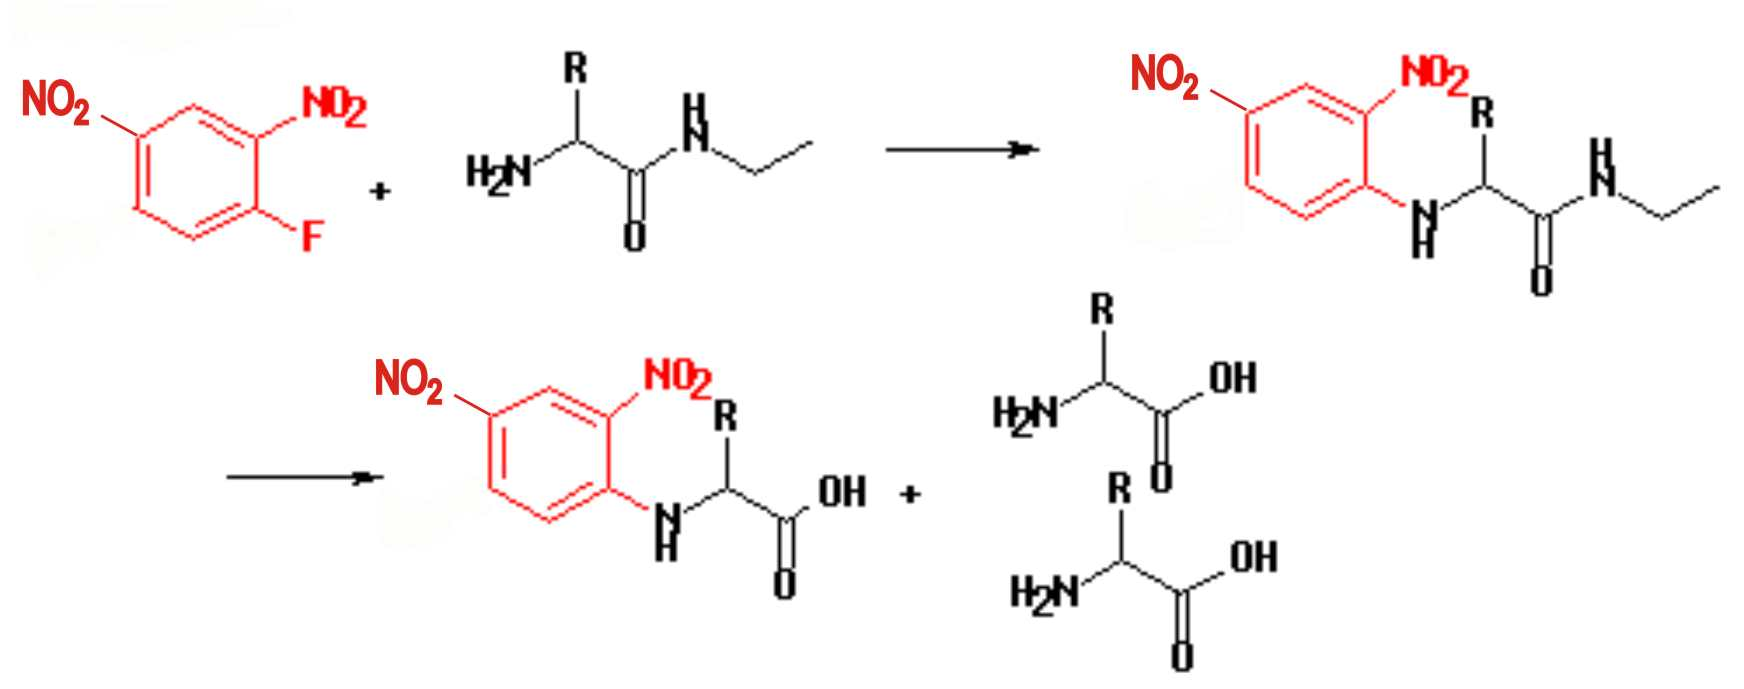 NO2 NO2 F + R H2N H N O NO2 NO2 R N H H N O
NO2 NO2 R N H OH O + R H2N OH O
R H2N OH O